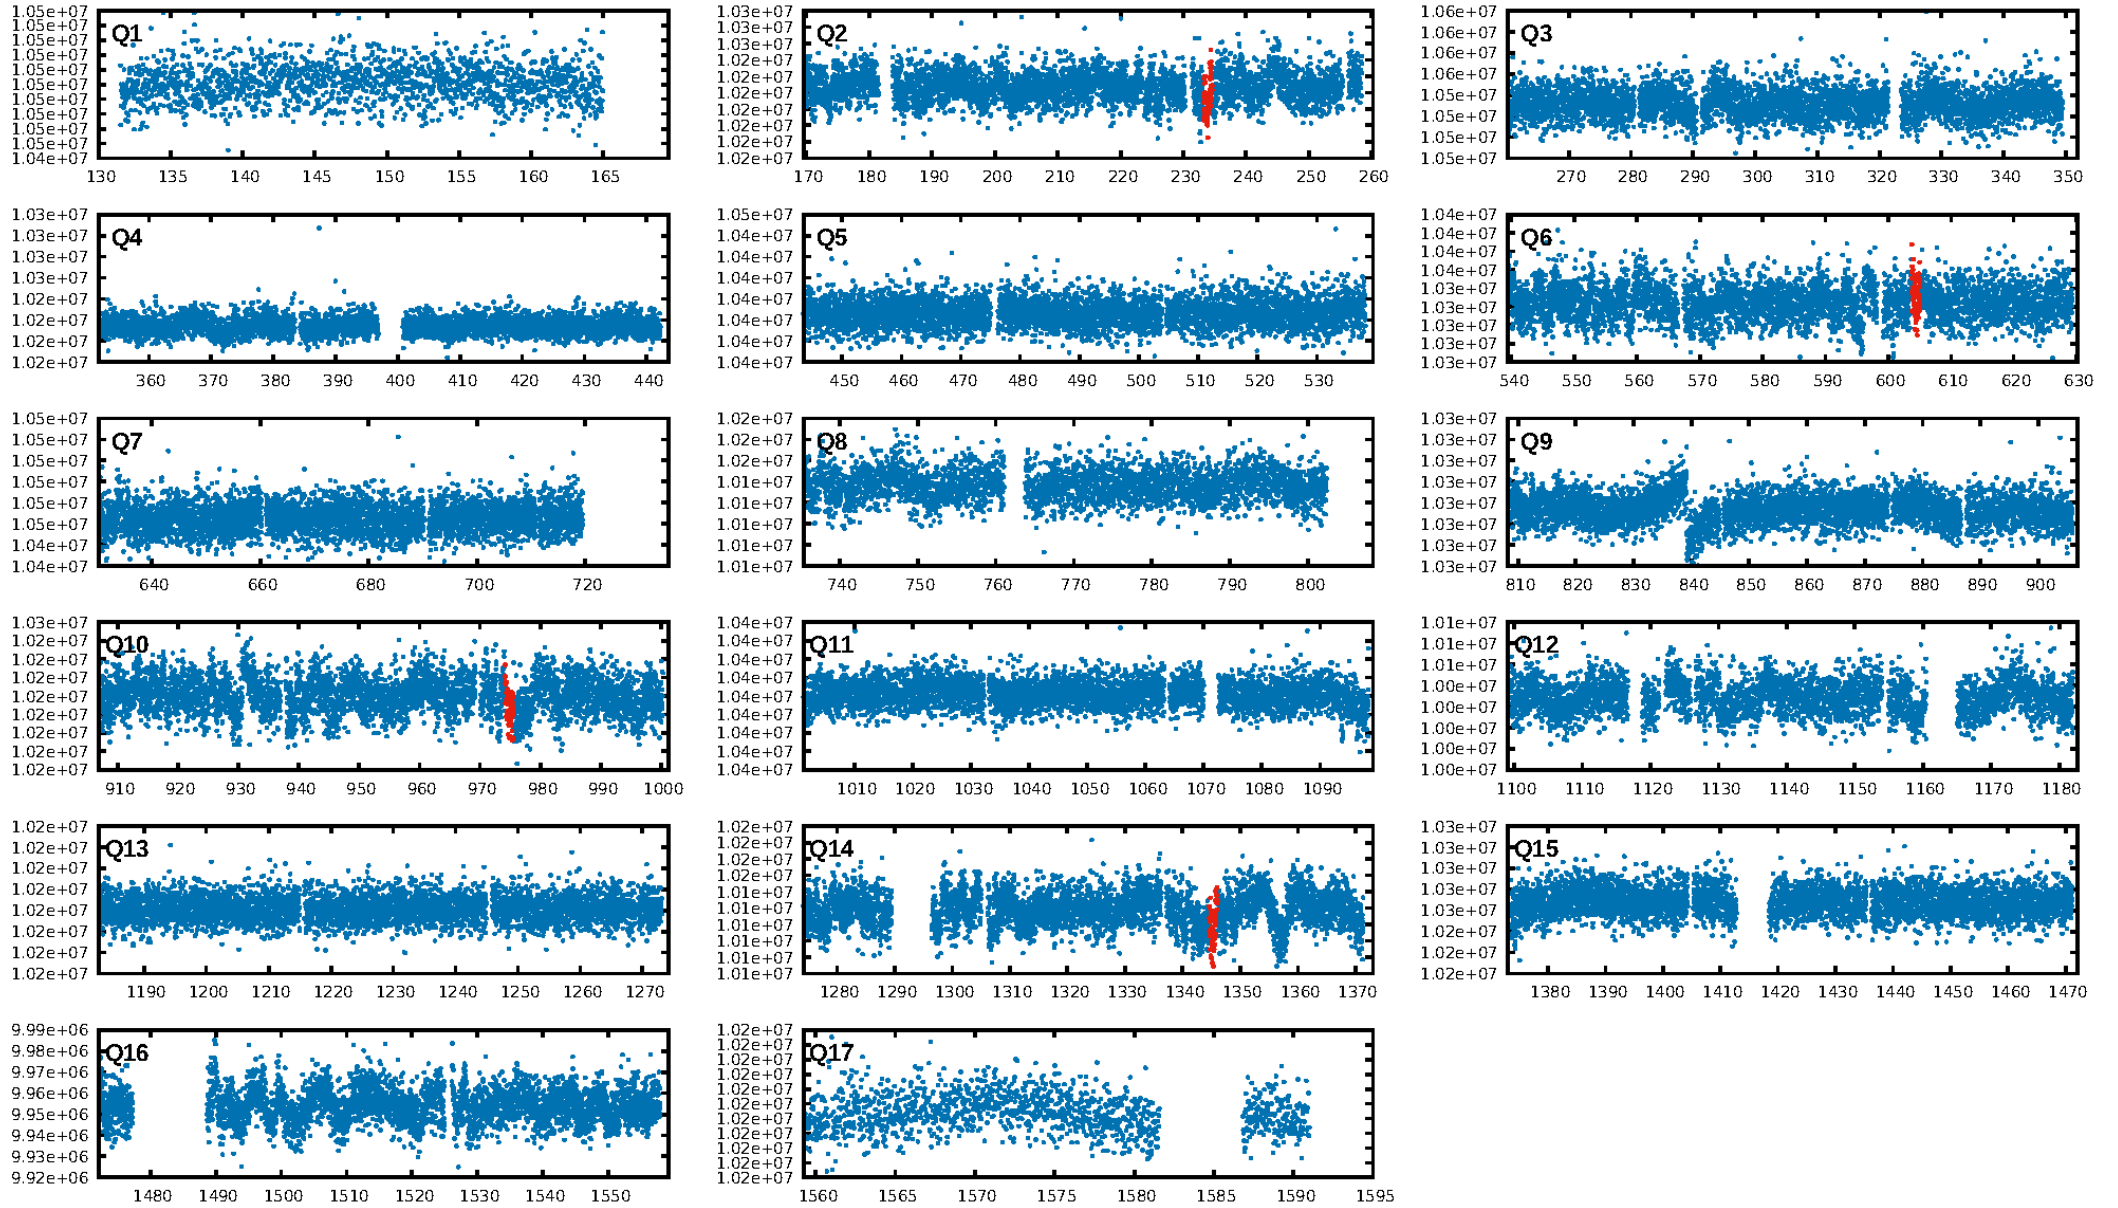 1.05e+07
1.05e+07
1.05e+07
1.05e+07
1.05e+07
1.05e+07
1.05e+07
1.05e+07
1.05e+07
1.05e+07
1.04e+07
Q1
130 135 140 145 150 155 160 165
1.03e+07
1.03e+07
1.03e+07
1.02e+07
1.02e+07
1.02e+07
1.02e+07
1.02e+07
1.02e+07
1.02e+07
Q2
170 180 190 200 210 220 230 240 250 260
1.06e+07
1.06e+07
1.06e+07
1.06e+07
1.05e+07
1.05e+07
1.05e+07
1.05e+07
Q3
270 280 290 300 310 320 330 340 350
1.03e+07
1.03e+07
1.03e+07
1.03e+07
1.02e+07
1.02e+07
1.02e+07
1.02e+07
Q4
360 370 380 390 400 410 420 430 440
1.05e+07
1.04e+07
1.04e+07
1.04e+07
1.04e+07
1.04e+07
1.04e+07
1.04e+07
Q5
450 460 470 480 490 500 510 520 530
1.04e+07
1.04e+07
1.04e+07
1.04e+07
1.03e+07
1.03e+07
1.03e+07
1.03e+07
1.03e+07
Q6
540 550 560 570 580 590 600 610 620 630
1.05e+07
1.05e+07
1.05e+07
1.05e+07
1.05e+07
1.05e+07
1.04e+07
1.04e+07
Q7
640 660 680 700 720
1.02e+07
1.02e+07
1.02e+07
1.01e+07
1.01e+07
1.01e+07
1.01e+07
1.01e+07
Q8
740 750 760 770 780 790 800
1.03e+07
1.03e+07
1.03e+07
1.03e+07
1.03e+07
1.03e+07
1.03e+07
1.03e+07
Q9
810 820 830 840 850 860 870 880 890 900
1.03e+07
1.02e+07
1.02e+07
1.02e+07
1.02e+07
1.02e+07
1.02e+07
1.02e+07
1.02e+07
Q10
910 920 930 940 950 960 970 980 990 1000
1.04e+07
1.04e+07
1.04e+07
1.04e+07
1.04e+07
1.04e+07
1.04e+07
1.04e+07
1.04e+07
Q11
1010 1020 1030 1040 1050 1060 1070 1080 1090
1.01e+07
1.01e+07
1.01e+07
1.00e+07
1.00e+07
1.00e+07
1.00e+07
1.00e+07
Q12
1100 1110 1120 1130 1140 1150 1160 1170 1180
1.02e+07
1.02e+07
1.02e+07
1.02e+07
1.02e+07
1.02e+07
1.02e+07
1.02e+07
Q13
1190 1200 1210 1220 1230 1240 1250 1260 1270
1.02e+07
1.02e+07
1.02e+07
1.02e+07
1.01e+07
1.01e+07
1.01e+07
1.01e+07
1.01e+07
1.01e+07
Q14
1280 1290 1300 1310 1320 1330 1340 1350 1360 1370
1.03e+07
1.03e+07
1.03e+07
1.03e+07
1.03e+07
1.02e+07
1.02e+07
1.02e+07
Q15
1380 1390 1400 1410 1420 1430 1440 1450 1460 1470
9.99e+06
9.98e+06
9.97e+06
9.96e+06
9.95e+06
9.94e+06
9.93e+06
9.92e+06
Q16
1480 1490 1500 1510 1520 1530 1540 1550
1.02e+07
1.02e+07
1.02e+07
1.02e+07
1.02e+07
1.02e+07
1.02e+07
1.02e+07
1.02e+07
1.02e+07
1.02e+07
Q17
1560 1565 1570 1575 1580 1585 1590 1595